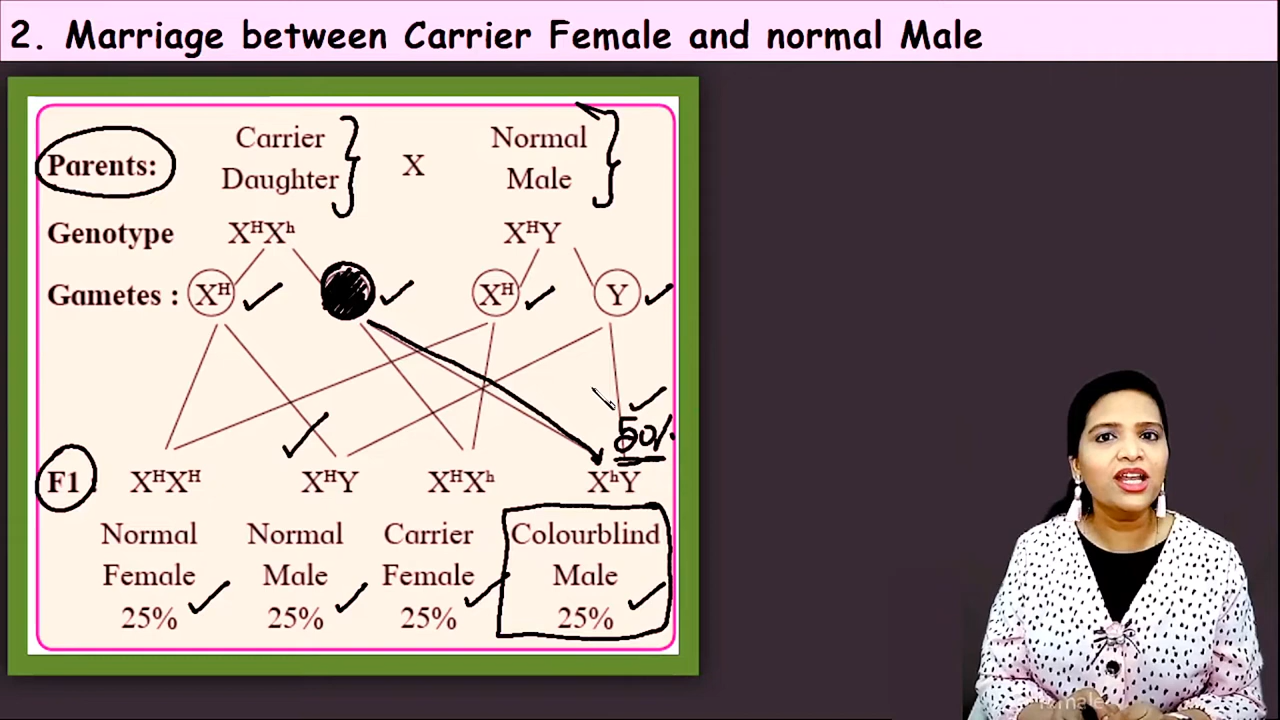 2. Marriage between Carrier Female and normal Male
Parents: Carrier Daughter X Normal Male
Genotype XᴴXʰ XᴴY
Gametes : Xᴴ Xᴴ Y
50%
F1 XᴴXᴴ XᴴY XᴴXʰ XʰY
Normal Male Carrier Colourblind
Female Male Female Male
25% 25% 25% 25%